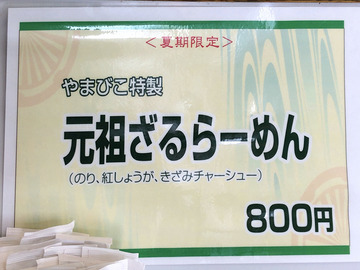 ＜夏期限定＞
やまびこ特製
元祖ざるらーめん
（のり、紅しょうが、きざみチャーシュー）
800円